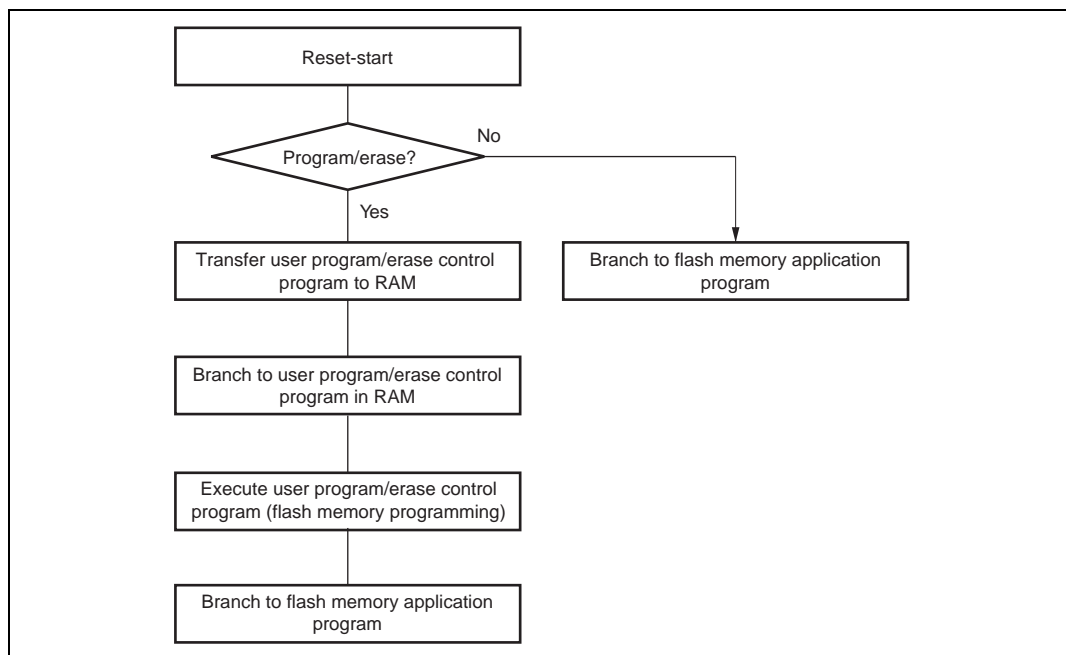 Reset-start
No
Program/erase?
Yes
Transfer user program/erase control
program to RAM
Branch to flash memory application
program
Branch to user program/erase control
program in RAM
Execute user program/erase control
program (flash memory programming)
Branch to flash memory application
program